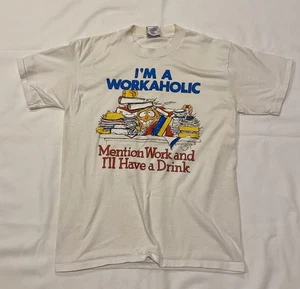 I'M A
WORKAHOLIC
Mention Work and
I'll Have a Drink